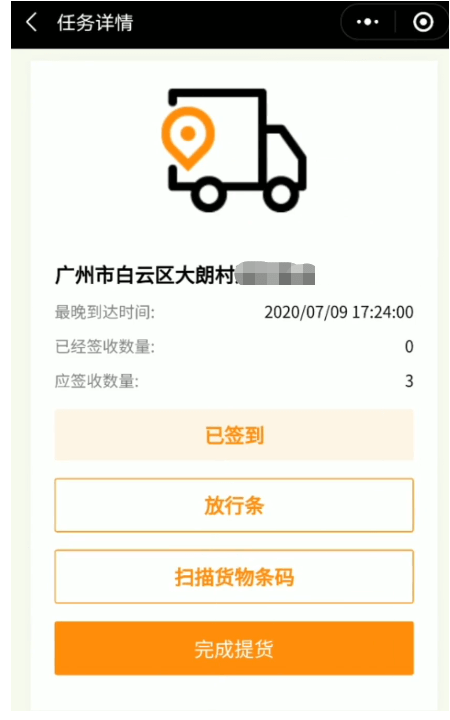 任务详情
广州市白云区大朗村
最晚到达时间: 2020/07/09 17:24:00
已经签收数量: 0
应签收数量: 3
已签到
放行条
扫描货物条码
完成提货